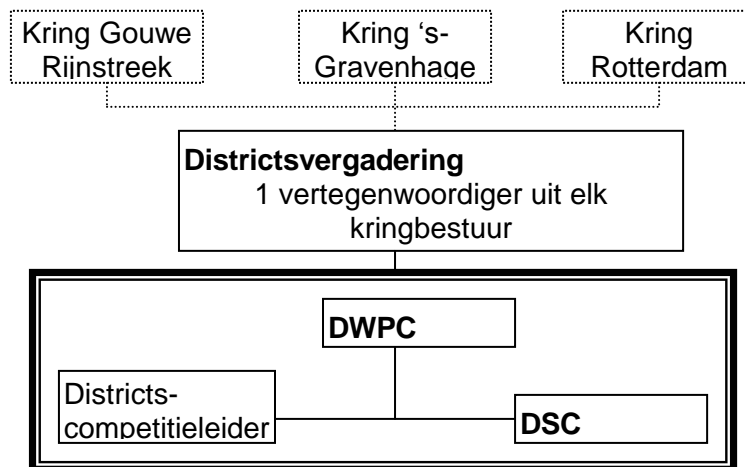 Kring Gouwe
Rijnstreek
Kring ‘s-
Gravenhage
Kring
Rotterdam
Districtsvergadering
1 vertegenwoordiger uit elk
kringbestuur
DWPC
Districts-
competitieleider
DSC